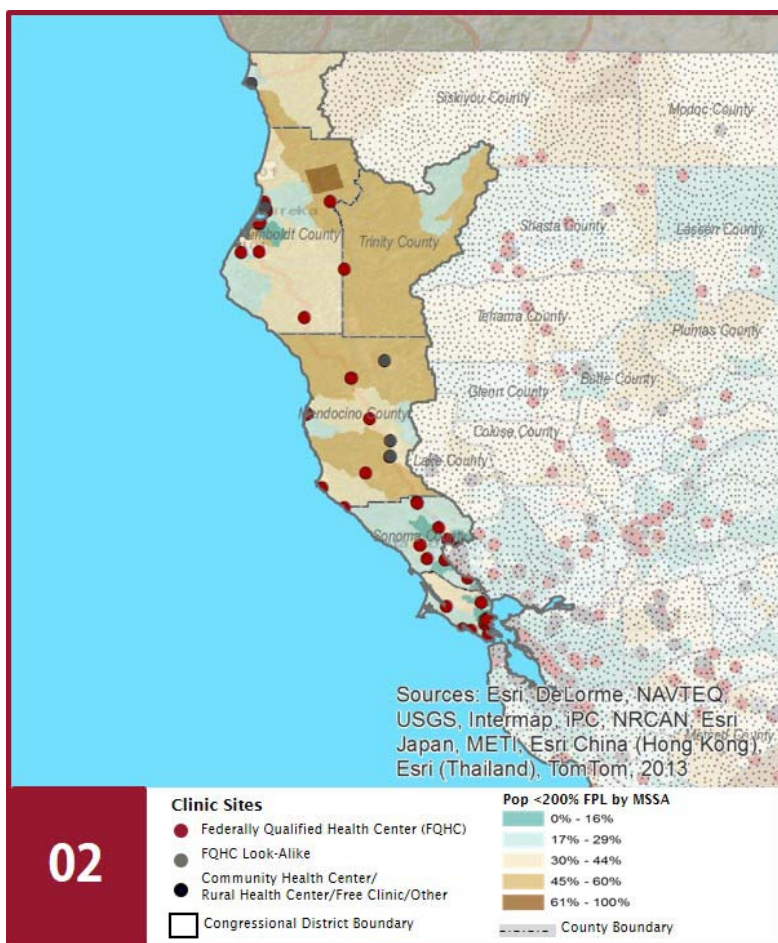 Siskiyou County
Modoc County
Eureka
Humboldt County
Trinity County
Shasta County
Lassen County
Tehama County
Plumas County
Glenn County
Butte County
Mendocino County
Colusa County
Lake County
Sonoma County
Merced County
Sources: Esri, DeLorme, NAVTEQ,
USGS, Intermap, iPC, NRCAN, Esri
Japan, METI, Esri China (Hong Kong),
Esri (Thailand), TomTom, 2013
02
Clinic Sites
Federally Qualified Health Center (FQHC)
FQHC Look-Alike
Community Health Center/
Rural Health Center/Free Clinic/Other
Congressional District Boundary
Pop <200% FPL by MSSA
0% - 16%
17% - 29%
30% - 44%
45% - 60%
61% - 100%
County Boundary